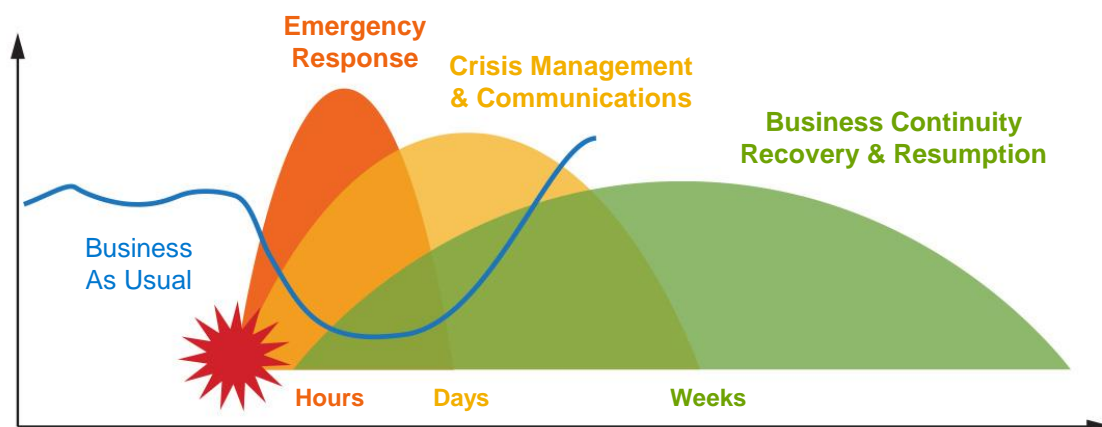 Emergency
Response
Crisis Management
& Communications
Business Continuity
Recovery & Resumption
Business
As Usual
Hours
Days
Weeks